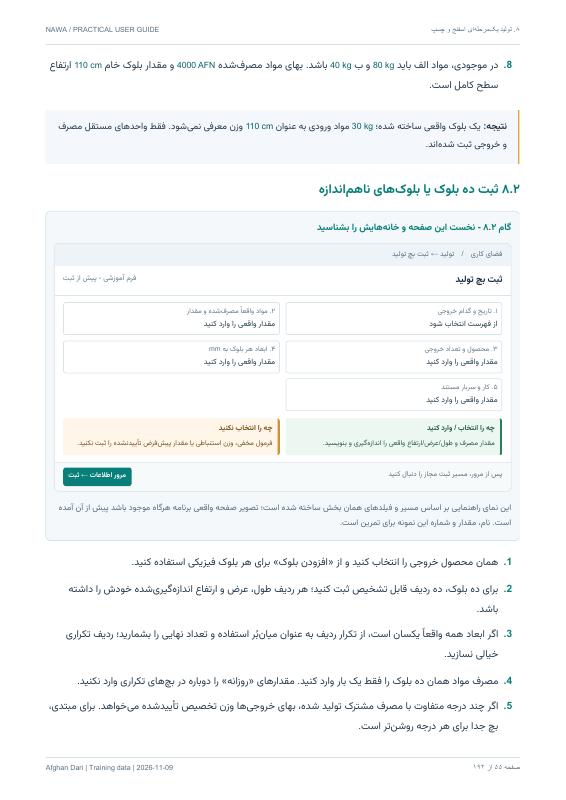 NAWA / PRACTICAL USER GUIDE
۸. تولید یک‌مرحله‌ای اسفنج و چسپ
8. در موجودی، مواد الف باید 80 kg و ب 40 kg باشد. بهای مواد مصرف‌شده 4000 AFN و مقدار بلوک خام 110 cm ارتفاع
سطح کامل است.
نتیجه: یک بلوک واقعی ساخته شده؛ 30 kg مواد ورودی به عنوان 110 cm وزن معرفی نمی‌شود. فقط واحدهای مستقل مصرف
و خروجی ثبت شده‌اند.
۸.۲ ثبت ده بلوک یا بلوک‌های ناهم‌اندازه
گام ۸.۲ - نخست این صفحه و خانه‌هایش را بشناسید
فضای کاری / تولید ← ثبت بچ تولید
ثبت بچ تولید
فرم آموزشی - پیش از ثبت
۱. تاریخ و گدام خروجی
از فهرست انتخاب شود
۲. مواد واقعاً مصرف‌شده و مقدار
مقدار واقعی را وارد کنید
۳. محصول و تعداد خروجی
مقدار واقعی را وارد کنید
۴. ابعاد هر بلوک به mm
مقدار واقعی را وارد کنید
۵. کار و سربار مستند
مقدار واقعی را وارد کنید
چه را انتخاب / وارد کنید
مقدار مصرف و طول/عرض/ارتفاع واقعی را اندازه‌گیری و بنویسید.
چه را انتخاب نکنید
فرمول مخفی، وزن استنباطی یا مقدار پیش‌فرض تأییدنشده را ثبت نکنید.
پس از مرور، مسیر ثبت مجاز را دنبال کنید
مرور اطلاعات ← ثبت
این نمای راهنمایی بر اساس مسیر و فیلدهای همان بخش ساخته شده است؛ تصویر صفحه واقعی برنامه هرگاه موجود باشد پیش از آن آمده
است. نام، مقدار و شماره این نمونه برای تمرین است.
1. همان محصول خروجی را انتخاب کنید و از «افزودن بلوک» برای هر بلوک فیزیکی استفاده کنید.
2. برای ده بلوک، ده ردیف قابل تشخیص ثبت کنید؛ هر ردیف طول، عرض و ارتفاع اندازه‌گیری‌شده خودش را داشته
باشد.
3. اگر ابعاد همه واقعاً یکسان است، از تکرار ردیف به عنوان میان‌بُر استفاده و تعداد نهایی را بشمارید؛ ردیف تکراری
خیالی نسازید.
4. مصرف مواد همان ده بلوک را فقط یک بار وارد کنید. مقدارهای «روزانه» را دوباره در بچ‌های تکراری وارد نکنید.
5. اگر چند درجه متفاوت با مصرف مشترک تولید شده، بهای خروجی‌ها وزن تخصیص تأییدشده می‌خواهد. برای مبتدی،
بچ جدا برای هر درجه روشن‌تر است.
Afghan Dari | Training data | 2026-11-09
صفحه ۵۵ از ۱۹۲